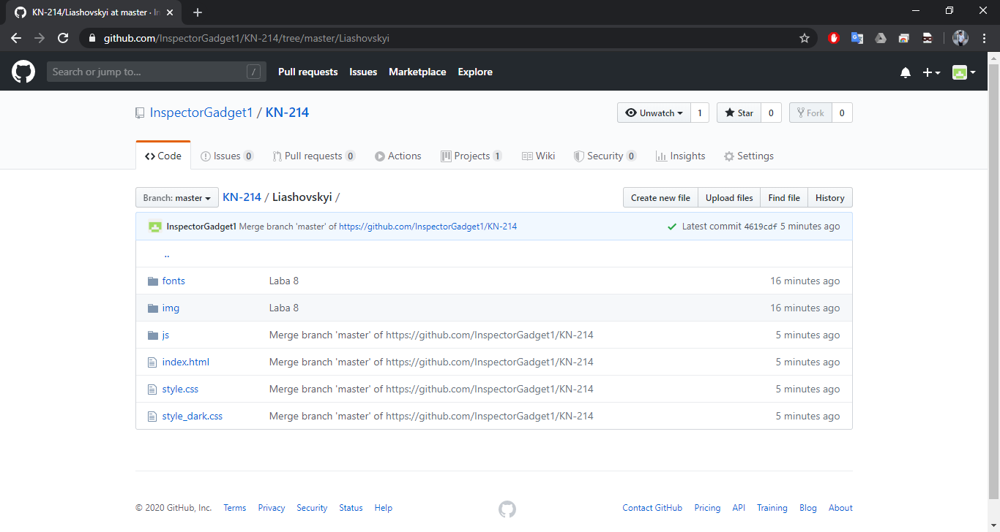 KN-214/Liashovskyi at master · In
github.com/InspectorGadget1/KN-214/tree/master/Liashovskyi
Search or jump to... / Pull requests Issues Marketplace Explore
InspectorGadget1 / KN-214 Unwatch 1 Star 0 Fork 0
Code Issues 0 Pull requests 0 Actions Projects 1 Wiki Security 0 Insights Settings
Branch: master KN-214 / Liashovskyi / Create new file Upload files Find file History
InspectorGadget1 Merge branch 'master' of https://github.com/InspectorGadget1/KN-214 Latest commit 4619cdf 5 minutes ago
..
fonts Laba 8 16 minutes ago
img Laba 8 16 minutes ago
js Merge branch 'master' of https://github.com/InspectorGadget1/KN-214 5 minutes ago
index.html Merge branch 'master' of https://github.com/InspectorGadget1/KN-214 5 minutes ago
style.css Merge branch 'master' of https://github.com/InspectorGadget1/KN-214 5 minutes ago
style_dark.css Merge branch 'master' of https://github.com/InspectorGadget1/KN-214 5 minutes ago
© 2020 GitHub, Inc. Terms Privacy Security Status Help Contact GitHub Pricing API Training Blog About